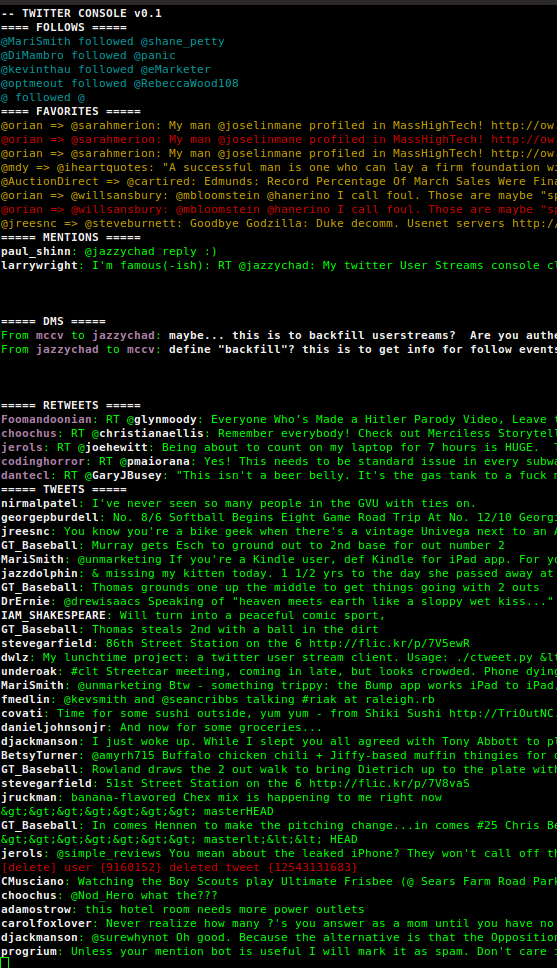 -- TWITTER CONSOLE v0.1
==== FOLLOWS =====
@MariSmith followed @shane_petty
@DiMambro followed @panic
@kevinthau followed @eMarketer
@optmeout followed @RebeccaWood108
@ followed @
==== FAVORITES =====
@orian => @sarahmerion: My man @joselinmane profiled in MassHighTech! http://ow
@orian => @sarahmerion: My man @joselinmane profiled in MassHighTech! http://ow
@orian => @sarahmerion: My man @joselinmane profiled in MassHighTech! http://ow
@mdy => @iheartquotes: "A successful man is one who can lay a firm foundation wi
@AuctionDirect => @cartired: Edmunds: Record Percentage Of March Sales Were Fina
@orian => @willsansbury: @mbloomstein @hanerino I call foul. Those are maybe "sp
@orian => @willsansbury: @mbloomstein @hanerino I call foul. Those are maybe "sp
@jreesnc => @steveburnett: Goodbye Godzilla: Duke decomm. Usenet servers http:/
==== MENTIONS =====
paul_shinn: @jazzychad reply :)
larrywright: I'm famous(-ish): RT @jazzychad: My twitter User Streams console cl
===== DMS =====
From mccv to jazzychad: maybe... this is to backfill userstreams?  Are you authe
From jazzychad to mccv: define "backfill"? this is to get info for follow events
===== RETWEETS =====
Foomandoonian: RT @glynmoody: Everyone Who's Made a Hitler Parody Video, Leave t
choochus: RT @christianaellis: Remember everybody! Check out Merciless Storytell
jerols: RT @joehewitt: Being about to count on my laptop for 7 hours is HUGE.
codinghorror: RT @pmaiorana: Yes! This needs to be standard issue in every subwa
dantecl: RT @GaryJBusey: "This isn't a beer belly. It's the gas tank to a fuck m
==== TWEETS =====
nirmalpatel: I've never seen so many people in the GVU with ties on.
georgepburdell: No. 8/6 Softball Begins Eight Game Road Trip At No. 12/10 Georgi
jreesnc: You know you're a bike geek when there's a vintage Univega next to an A
GT_Baseball: Murray gets Esch to ground out to 2nd base for out number 2
MariSmith: @unmarketing If you're a Kindle user, def Kindle for iPad app. For yo
jazzdolphin: & missing my kitten today. 1 1/2 yrs to the day she passed away at
GT_Baseball: Thomas grounds one up the middle to get things going with 2 outs
DrErnie: @drewisaacs Speaking of "heaven meets earth like a sloppy wet kiss..."
IAM_SHAKESPEARE: Will turn into a peaceful comic sport,
GT_Baseball: Thomas steals 2nd with a ball in the dirt
stevegarfield: 86th Street Station on the 6 http://flic.kr/p/7V5ewR
dwlz: My lunchtime project: a twitter user stream client. Usage: ./ctweet.py &lt
underoak: #clt Streetcar meeting, coming in late, but looks crowded. Phone dying
MariSmith: @unmarketing Btw - something trippy: the Bump app works iPad to iPad.
fmedlin: @kevsmith and @seancribbs talking #riak at raleigh.rb
covati: Time for some sushi outside, yum yum - from Shiki Sushi http://TriOutNC.
danieljohnsonjr: And now for some groceries...
djackmanson: I just woke up. While I slept you all agreed with Tony Abbott to pl
BetsyTurner: @amyrh715 Buffalo chicken chili + Jiffy-based muffin thingies for d
GT_Baseball: Rowland draws the 2 out walk to bring Dietrich up to the plate with
stevegarfield: 51st Street Station on the 6 http://flic.kr/p/7V8vaS
jruckman: banana-flavored Chex mix is happening to me right now
&gt;&gt;&gt;&gt;&gt;&gt;&gt; masterHEAD
GT_Baseball: In comes Hennen to make the pitching change...in comes #25 Chris Be
&gt;&gt;&gt;&gt;&gt;&gt;&gt; masterlt;&lt;&lt; HEAD
jerols: @simple_reviews You mean about the leaked iPhone? They won't call off th
[delete] user {9160152} deleted tweet {12543131683}
CMusciano: Watching the Boy Scouts play Ultimate Frisbee (@ Sears Farm Road Park
choochus: @Nod_Hero what the???
adamostrow: this hotel room needs more power outlets
carolfoxlover: Never realize how many ?'s you answer as a mom until you have no
djackmanson: @surewhynot Oh good. Because the alternative is that the Opposition
progrium: Unless your mention bot is useful I will mark it as spam. Don't care i